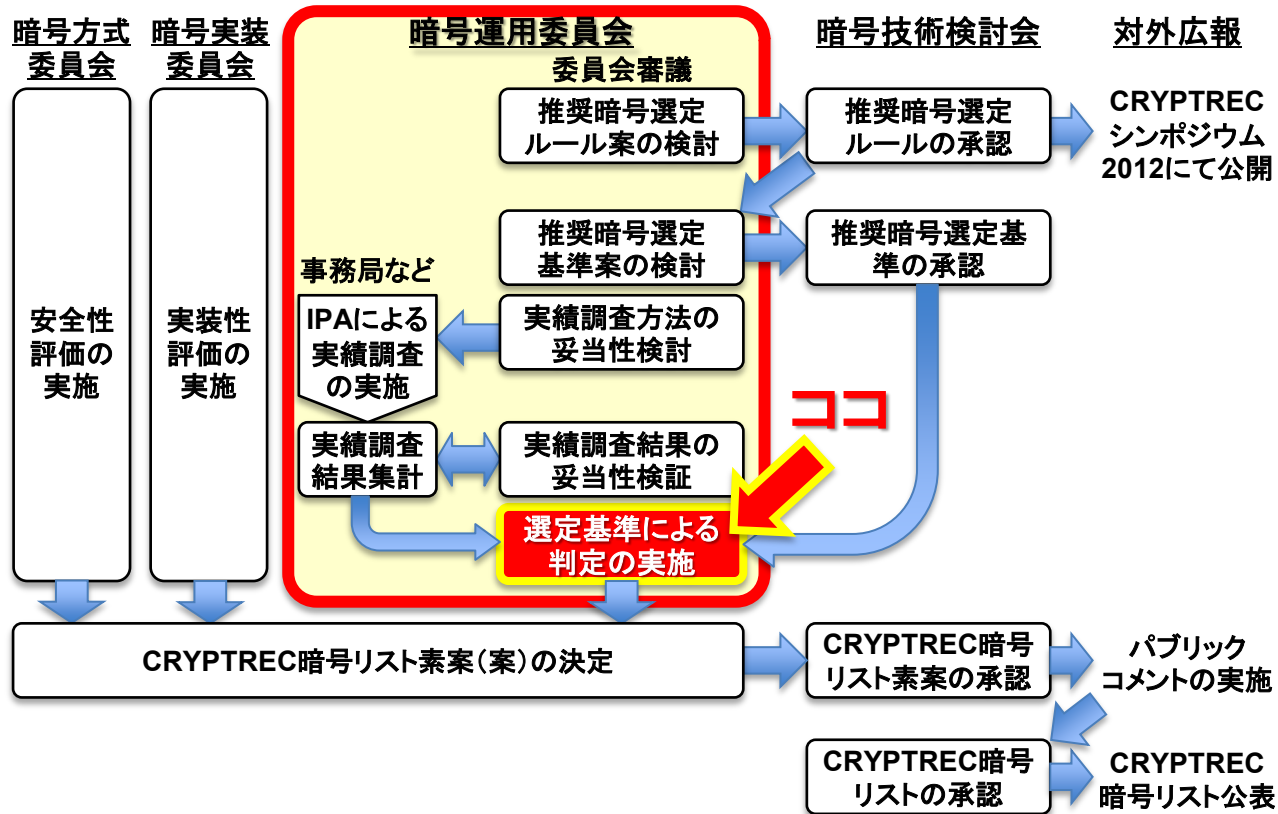 暗号方式
委員会
暗号実装
委員会
暗号運用委員会
暗号技術検討会
対外広報
委員会審議
推奨暗号選定
ルール案の検討
推奨暗号選定
ルールの承認
CRYPTREC
シンポジウム
2012にて公開
推奨暗号選定
基準案の検討
推奨暗号選定基
準の承認
事務局など
安全性
評価の
実施
実装性
評価の
実施
IPAによる
実績調査
の実施
実績調査方法の
妥当性検討
ココ
実績調査
結果集計
実績調査結果の
妥当性検証
選定基準による
判定の実施
CRYPTREC暗号リスト素案(案)の決定
CRYPTREC暗号
リスト素案の承認
パブリック
コメントの実施
CRYPTREC暗号
リストの承認
CRYPTREC
暗号リスト公表